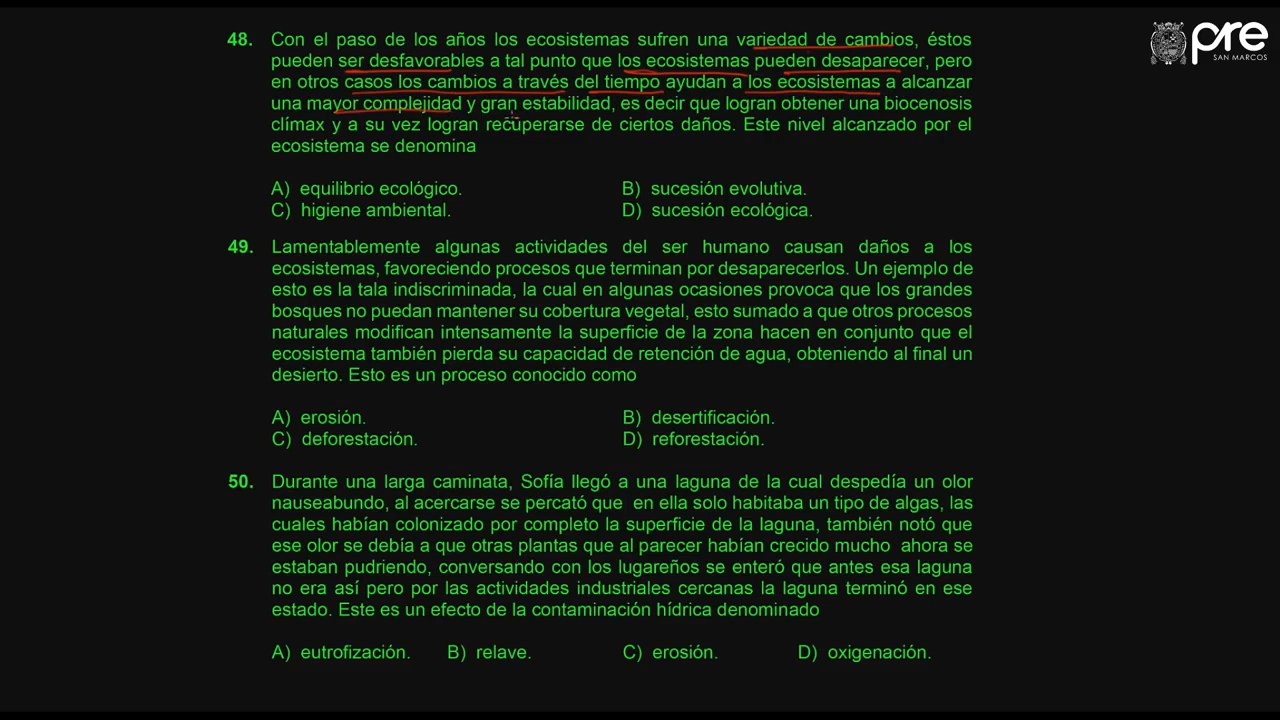 pre
SAN MARCOS
48. Con el paso de los años los ecosistemas sufren una variedad de cambios, éstos
pueden ser desfavorables a tal punto que los ecosistemas pueden desaparecer, pero
en otros casos los cambios a través del tiempo ayudan a los ecosistemas a alcanzar
una mayor complejidad y gran estabilidad, es decir que logran obtener una biocenosis
clímax y a su vez logran recuperarse de ciertos daños. Este nivel alcanzado por el
ecosistema se denomina
A) equilibrio ecológico. B) sucesión evolutiva.
C) higiene ambiental. D) sucesión ecológica.
49. Lamentablemente algunas actividades del ser humano causan daños a los
ecosistemas, favoreciendo procesos que terminan por desaparecerlos. Un ejemplo de
esto es la tala indiscriminada, la cual en algunas ocasiones provoca que los grandes
bosques no puedan mantener su cobertura vegetal, esto sumado a que otros procesos
naturales modifican intensamente la superficie de la zona hacen en conjunto que el
ecosistema también pierda su capacidad de retención de agua, obteniendo al final un
desierto. Esto es un proceso conocido como
A) erosión. B) desertificación.
C) deforestación. D) reforestación.
50. Durante una larga caminata, Sofía llegó a una laguna de la cual despedía un olor
nauseabundo, al acercarse se percató que en ella solo habitaba un tipo de algas, las
cuales habían colonizado por completo la superficie de la laguna, también notó que
ese olor se debía a que otras plantas que al parecer habían crecido mucho ahora se
estaban pudriendo, conversando con los lugareños se enteró que antes esa laguna
no era así pero por las actividades industriales cercanas la laguna terminó en ese
estado. Este es un efecto de la contaminación hídrica denominado
A) eutrofización. B) relave. C) erosión. D) oxigenación.